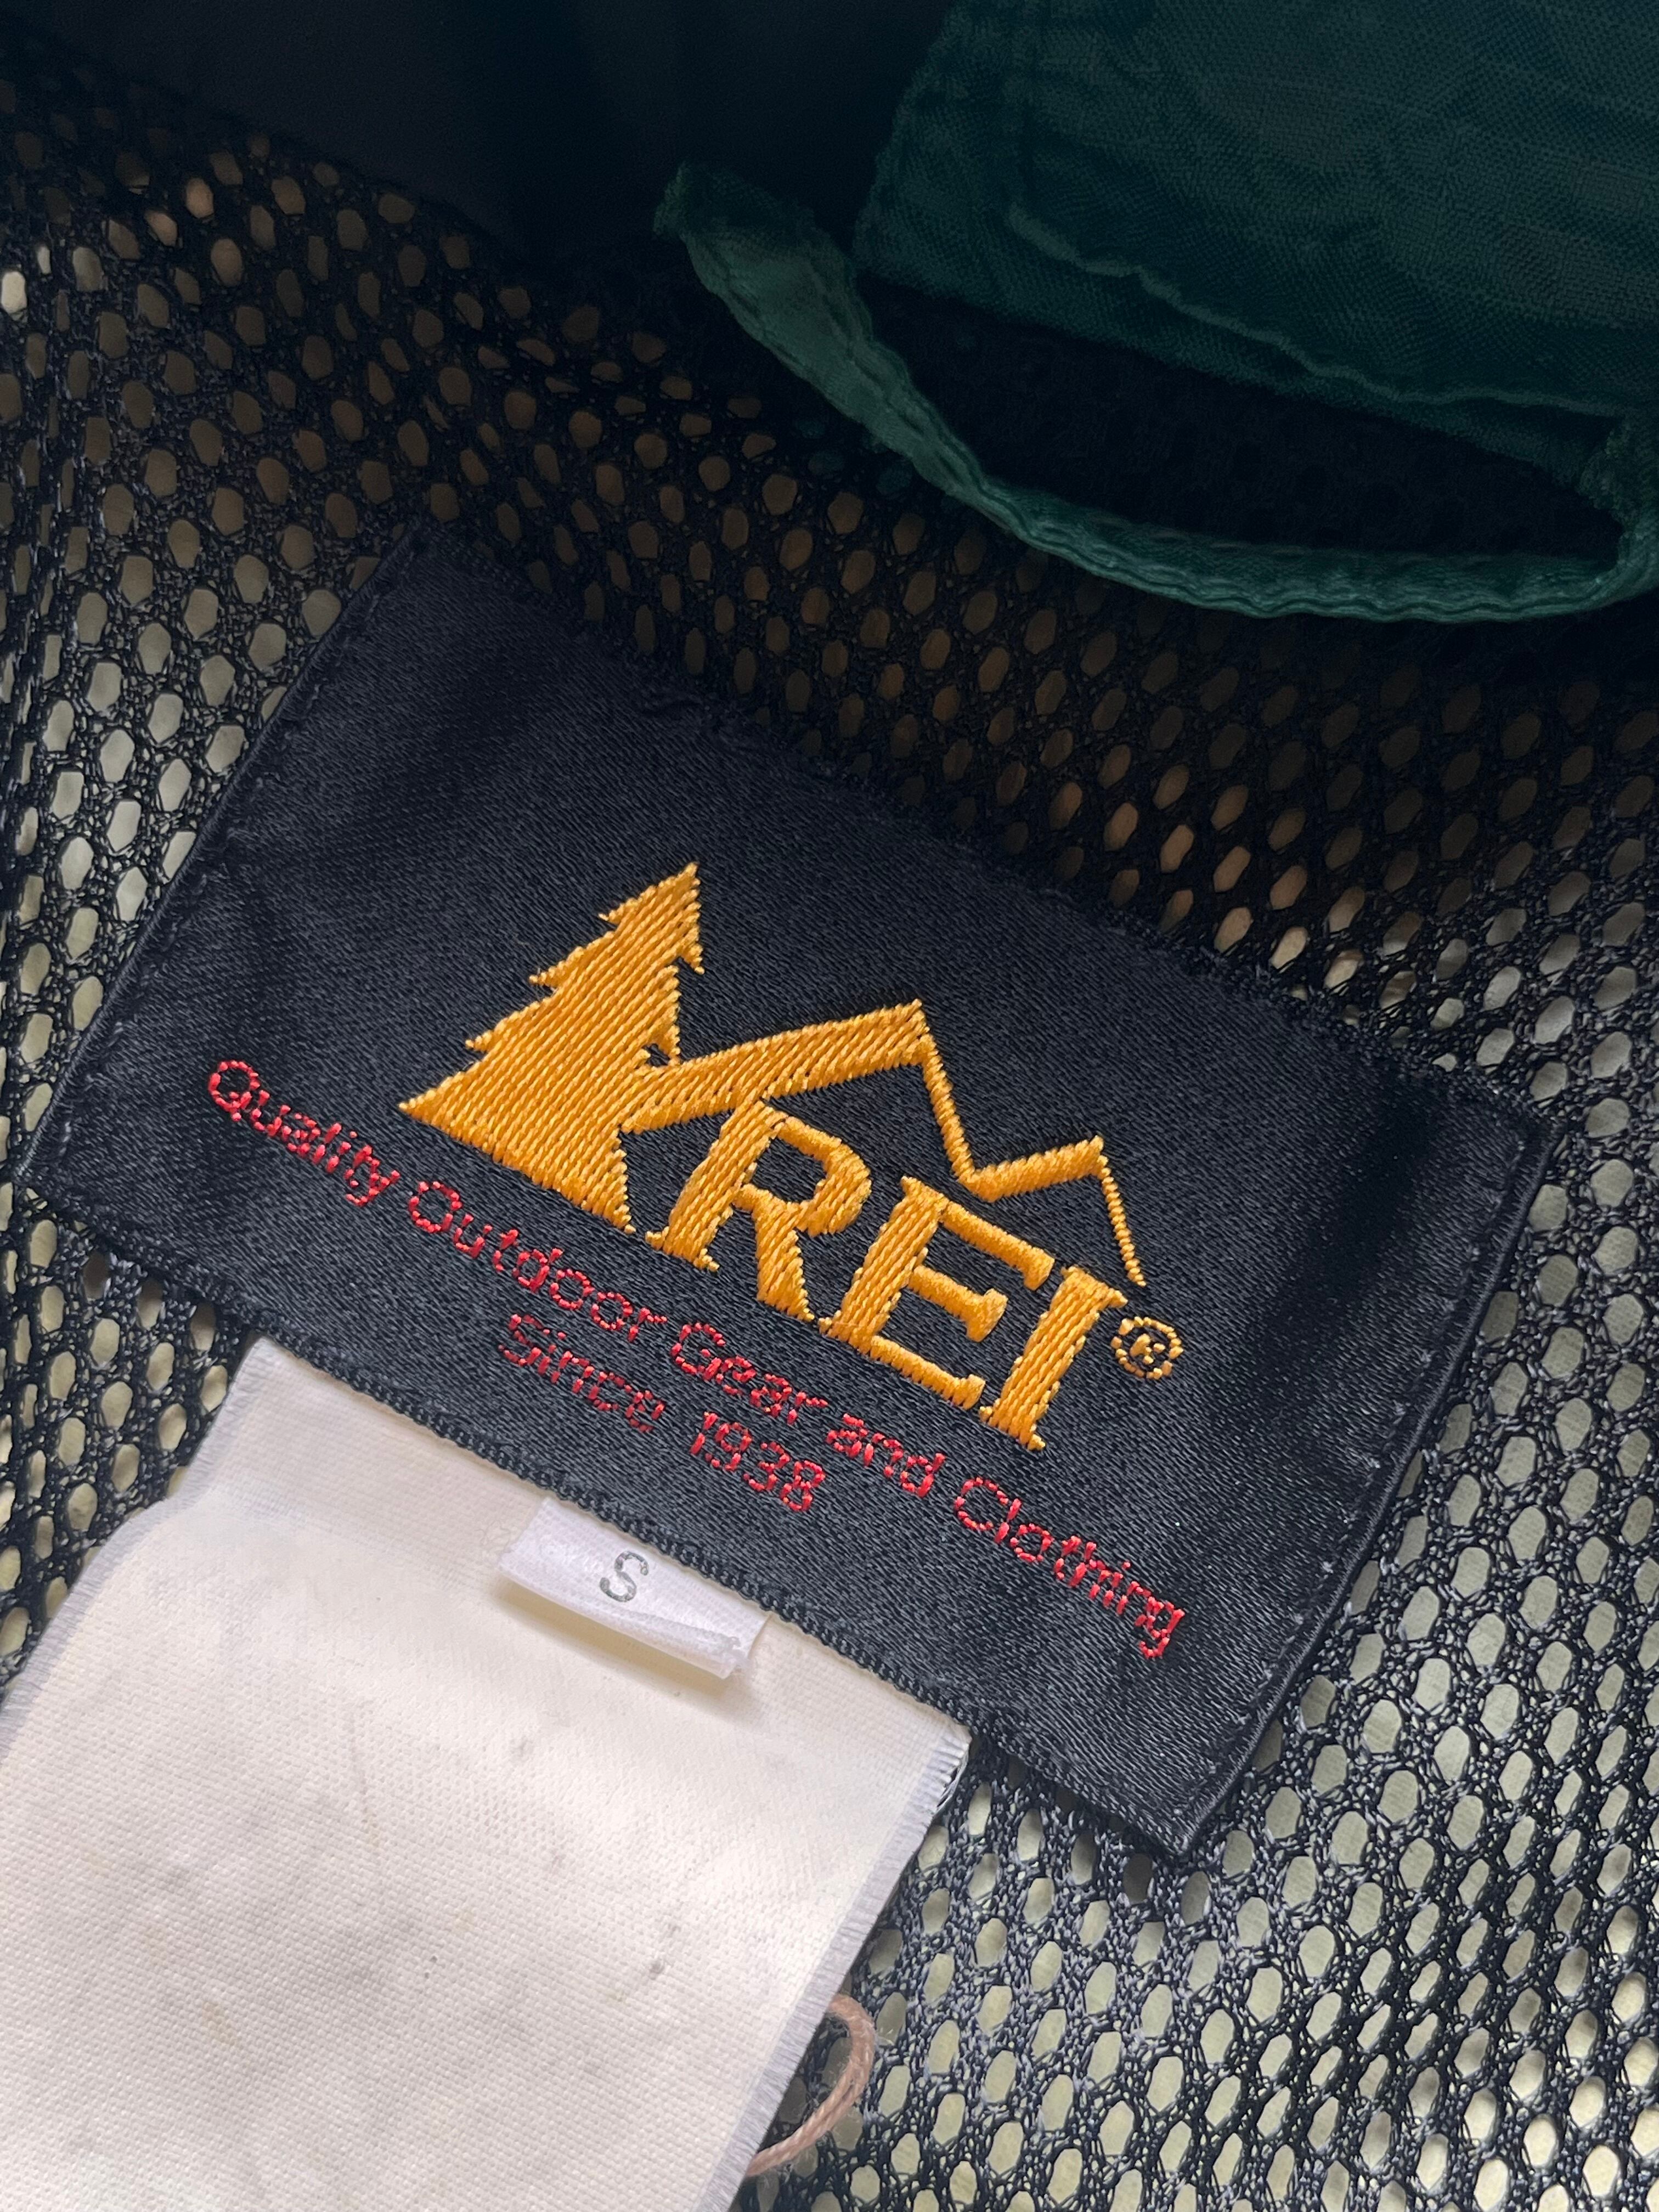 REI®
Quality Outdoor Gear and Clothing
Since 1938
S